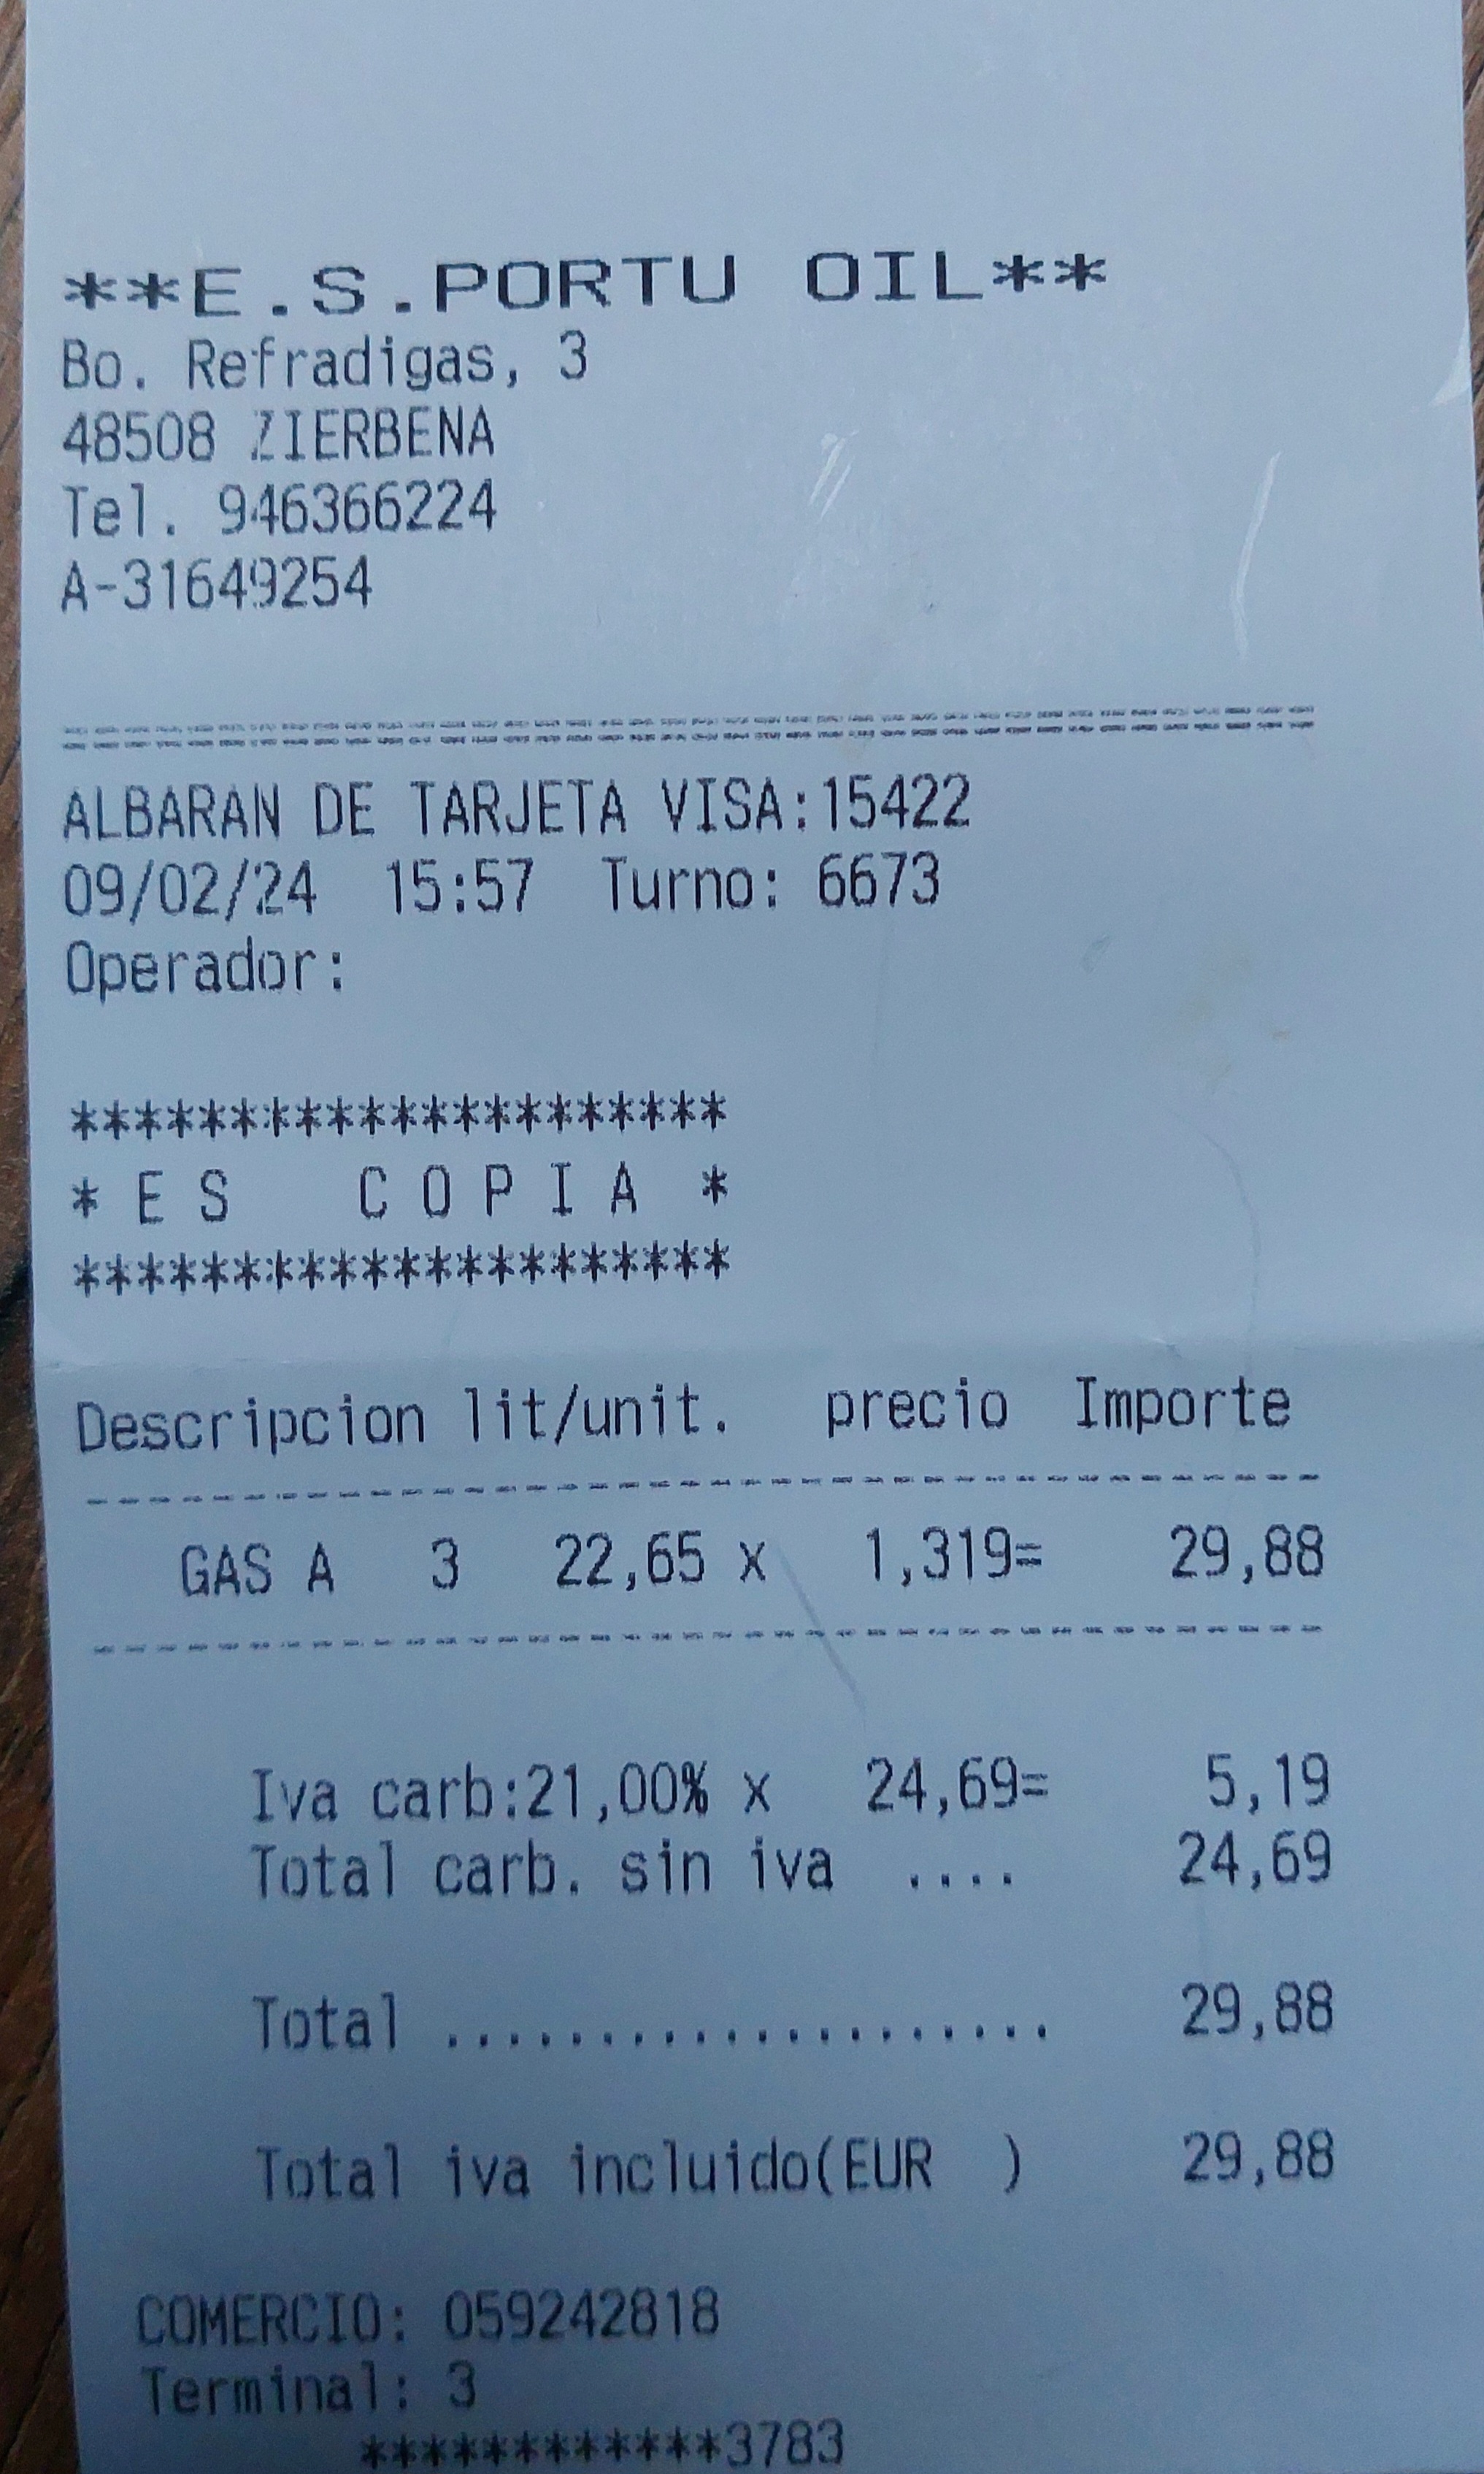 **E.S.PORTU OIL**
Bo. Refradigas, 3
48508 ZIERBENA
Tel. 946366224
A-31649254
========================================
ALBARAN DE TARJETA VISA:15422
09/02/24 15:57 Turno: 6673
Operador:
*********************
* E S  C O P I A *
*********************
Descripcion lit/unit. precio Importe
----------------------------------------
GAS A 3 22,65 x 1,319= 29,88
----------------------------------------
Iva carb:21,00% x 24,69= 5,19
Total carb. sin iva .... 24,69
Total .................... 29,88
Total iva incluido(EUR ) 29,88
COMERCIO: 059242818
Terminal: 3
************3783